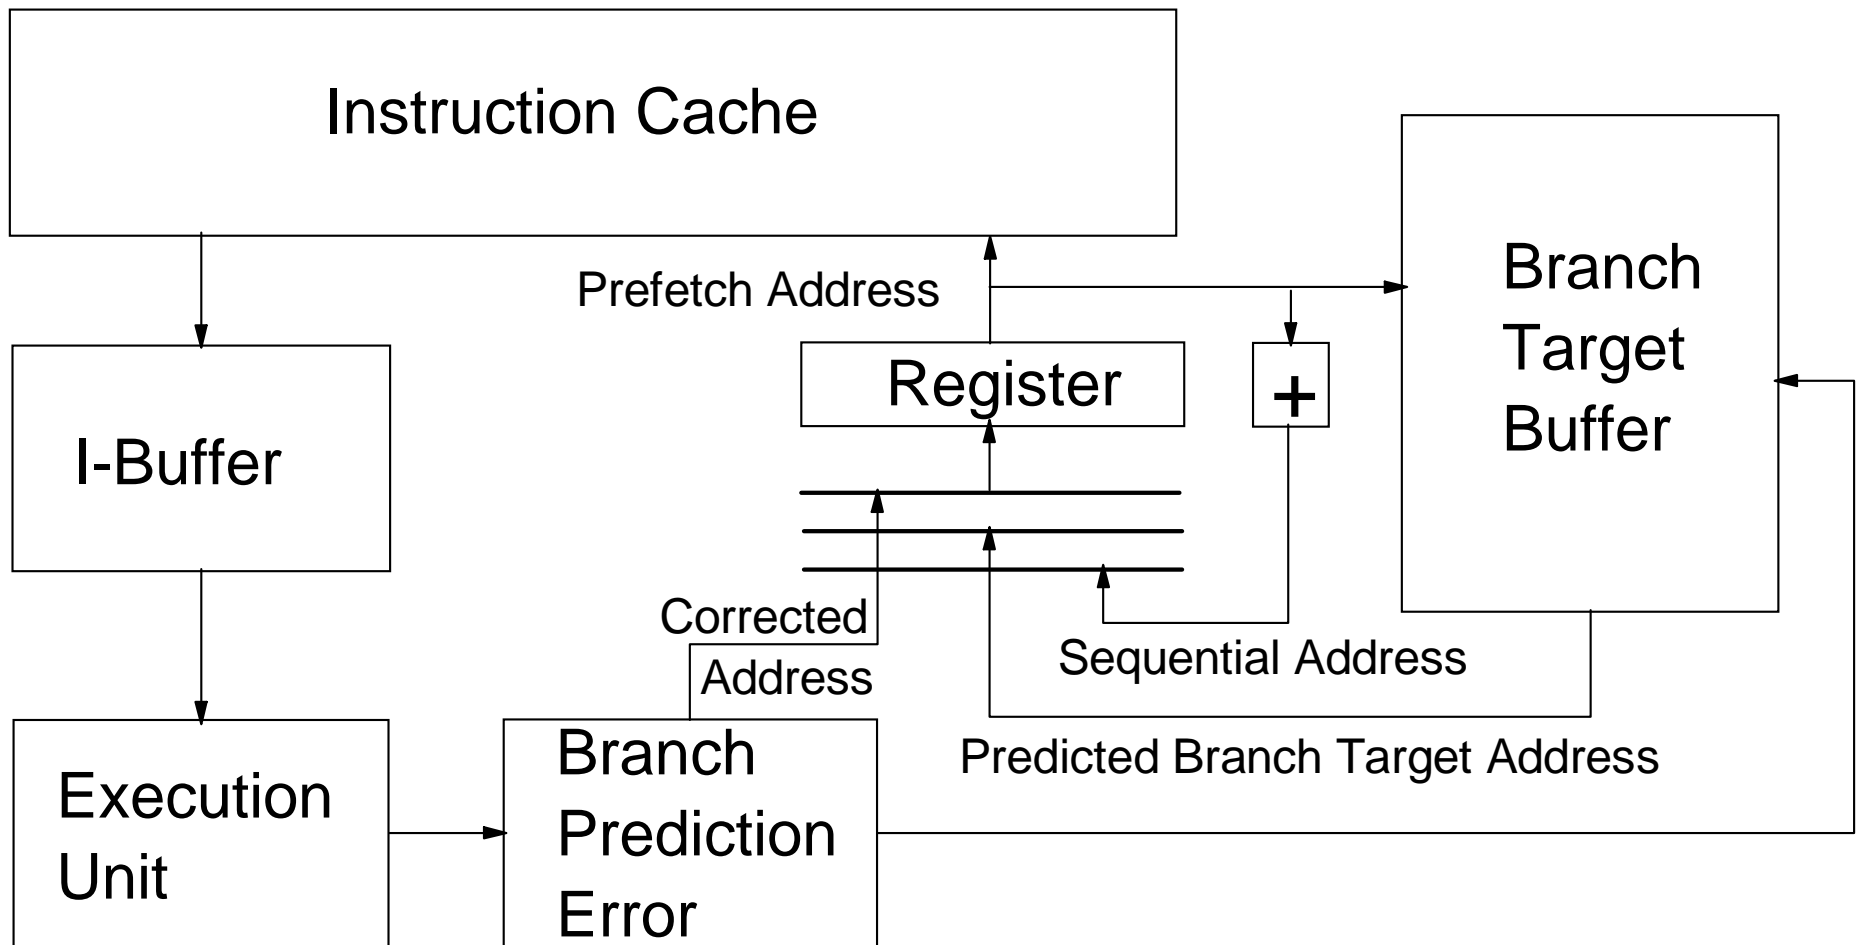 Instruction Cache
Branch
Target
Buffer
Prefetch Address
Register
+
I-Buffer
Corrected
Address
Sequential Address
Predicted Branch Target Address
Execution
Unit
Branch
Prediction
Error